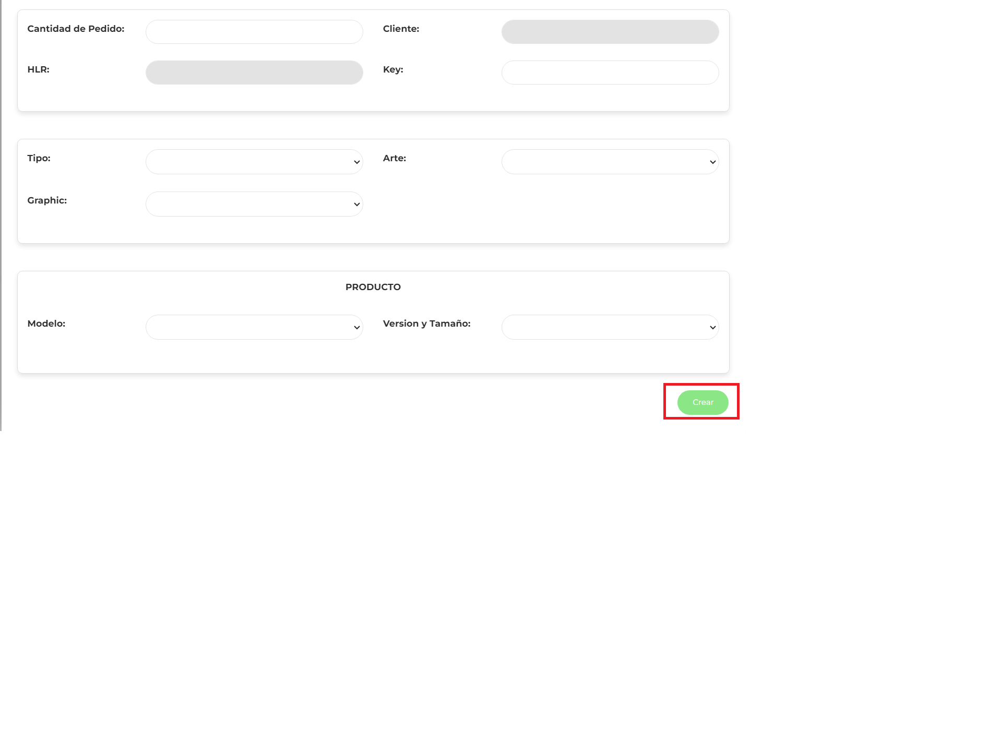 Cantidad de Pedido:
Cliente:
HLR:
Key:
Tipo:
Arte:
Graphic:
PRODUCTO
Modelo:
Version y Tamaño:
Crear